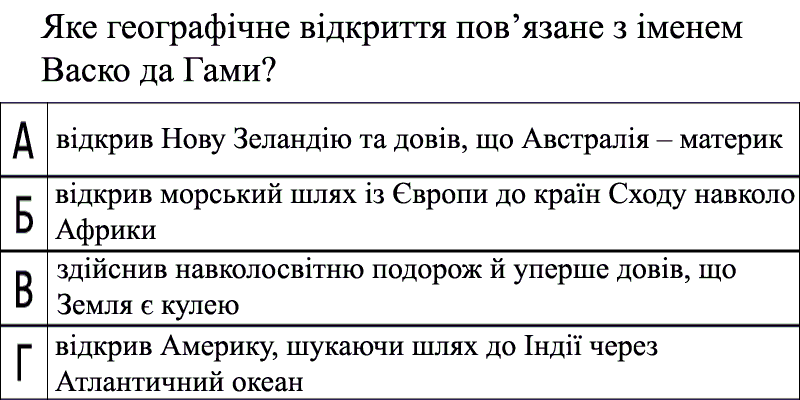 Яке географічне відкриття пов’язане з іменем
Васко да Гами?
А відкрив Нову Зеландію та довів, що Австралія – материк
Б відкрив морський шлях із Європи до країн Сходу навколо
Африки
В здійснив навколосвітню подорож й уперше довів, що
Земля є кулею
Г відкрив Америку, шукаючи шлях до Індії через
Атлантичний океан